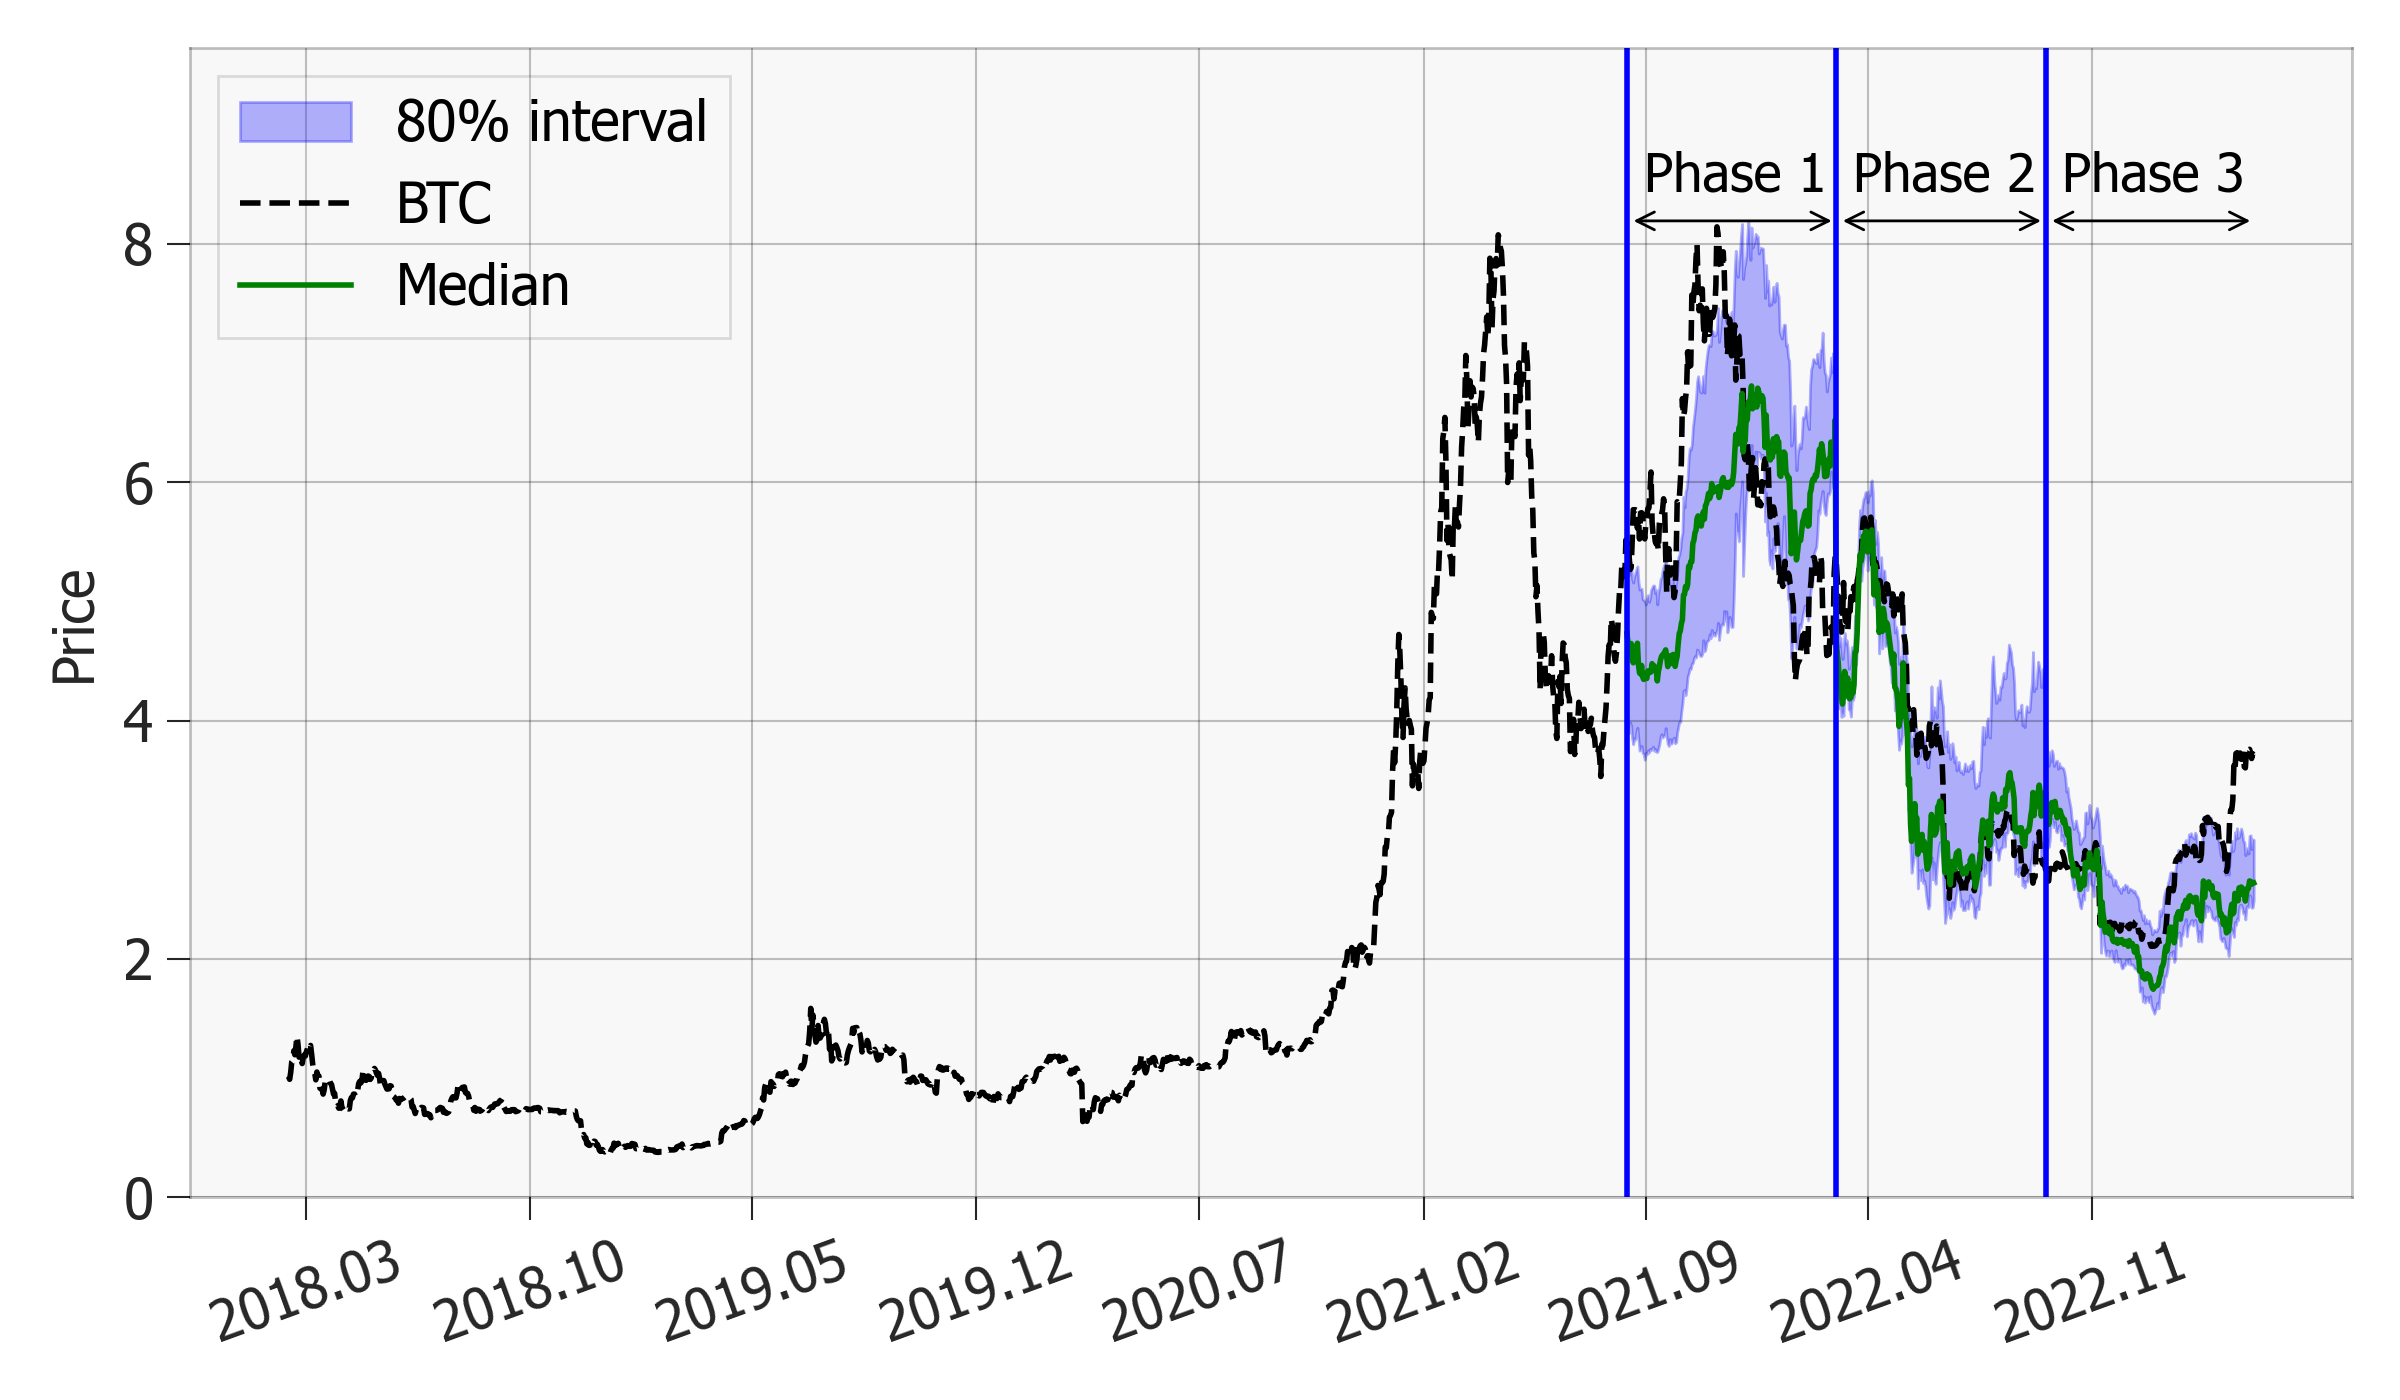 80% interval
BTC
Median
Phase 1
Phase 2
Phase 3
Price
8
6
4
2
0
2018.03
2018.10
2019.05
2019.12
2020.07
2021.02
2021.09
2022.04
2022.11